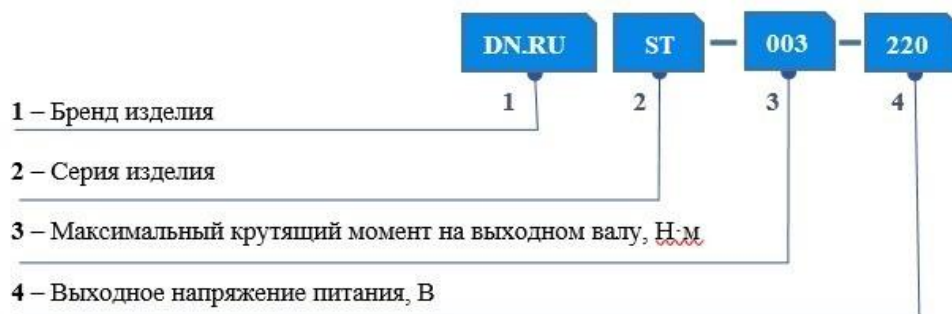 DN.RU ST — 003 — 220
1 2 3 4
1 – Бренд изделия
2 – Серия изделия
3 – Максимальный крутящий момент на выходном валу, Н·м
4 – Выходное напряжение питания, В